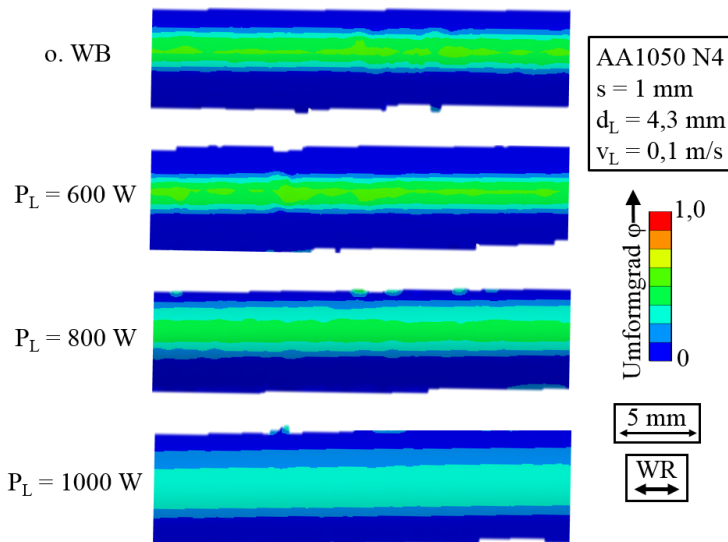 o. WB
P_L = 600 W
P_L = 800 W
P_L = 1000 W
AA1050 N4
s = 1 mm
d_L = 4,3 mm
v_L = 0,1 m/s
Umformgrad φ
1,0
0
5 mm
WR